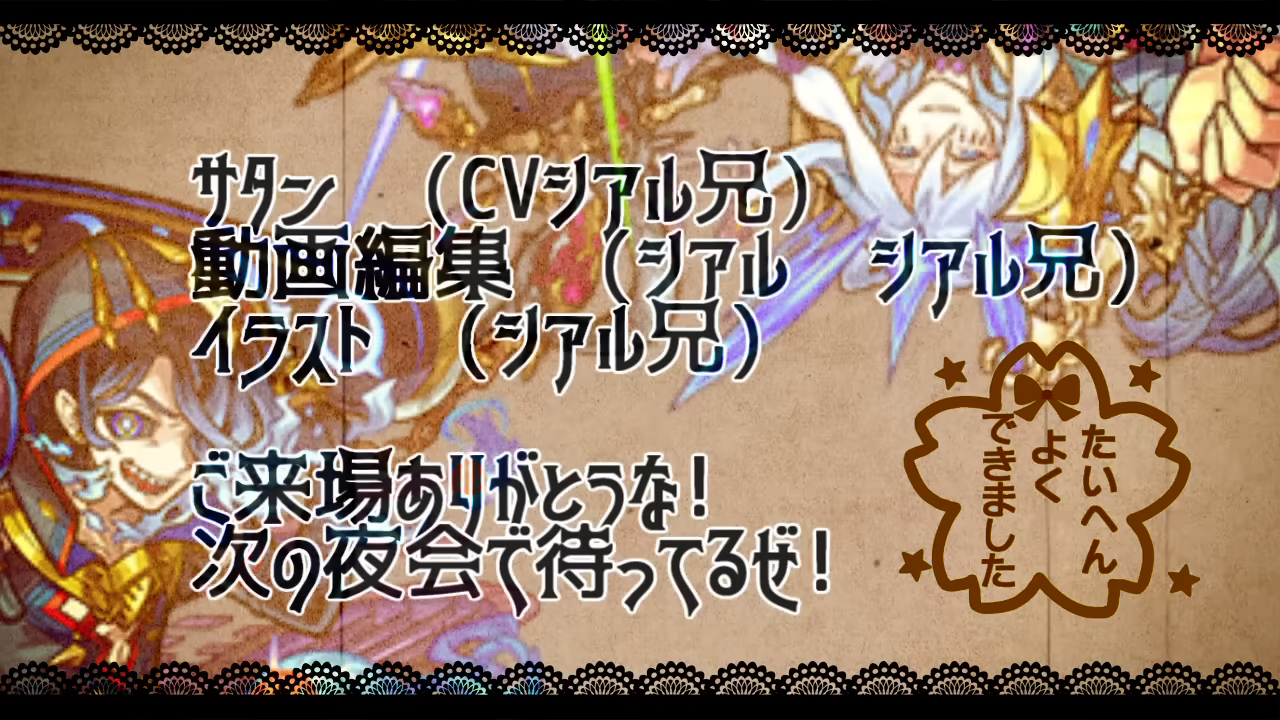 サタン　（CVシアル兄）
動画編集　（シアル　シアル兄）
イラスト　（シアル兄）
ご来場ありがとうな！
次の夜会で待ってるぜ！
たいへん
よく
できました